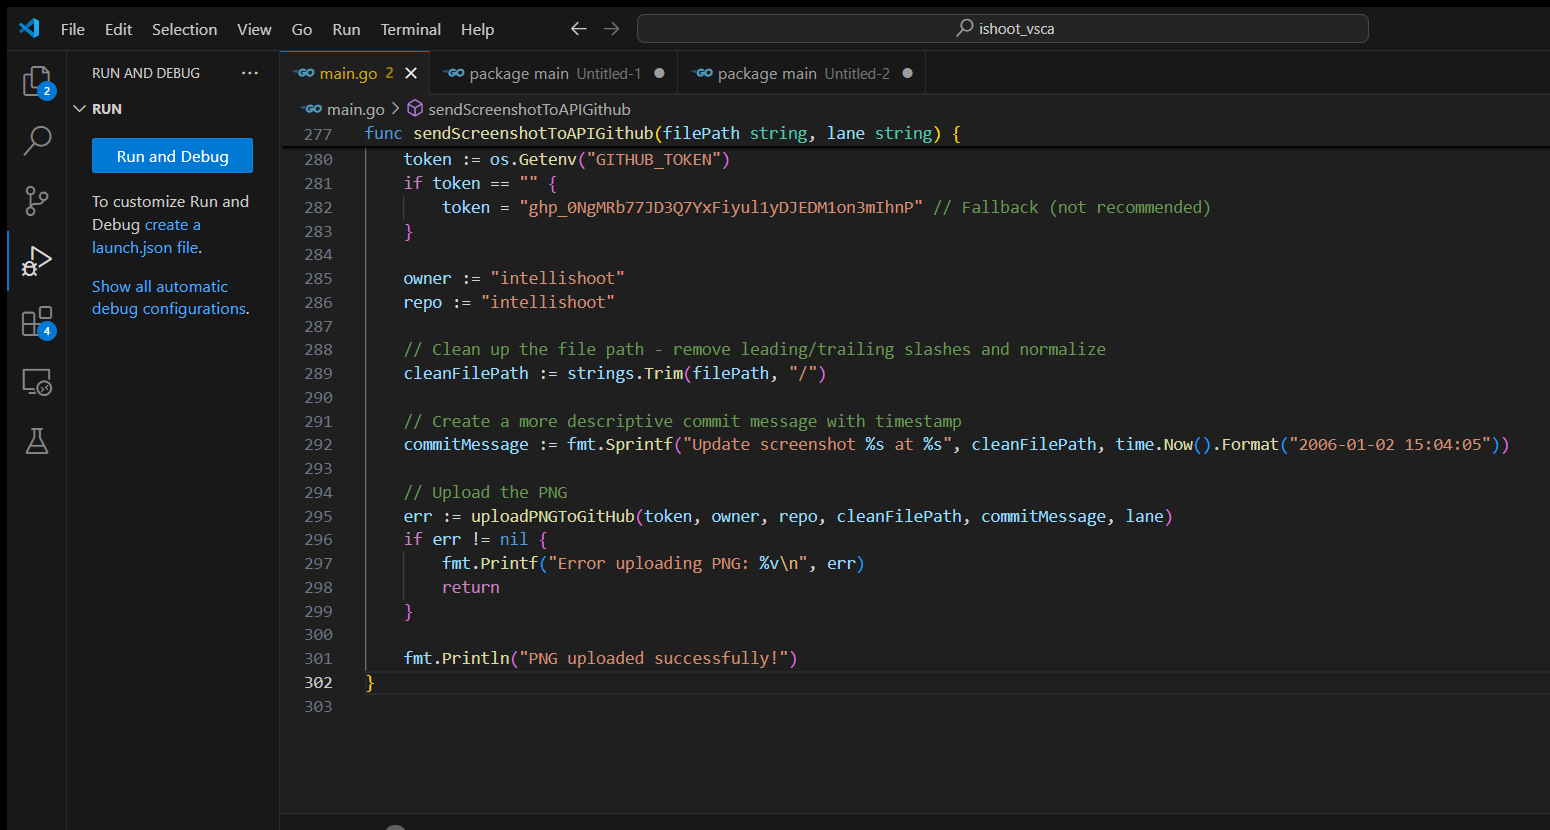 File Edit Selection View Go Run Terminal Help
ishoot_vsca
RUN AND DEBUG ...
RUN
Run and Debug
To customize Run and
Debug create a
launch.json file.
Show all automatic
debug configurations.
2
4
GO main.go 2
GO package main Untitled-1
GO package main Untitled-2
GO main.go > sendScreenshotToAPIGithub
277 func sendScreenshotToAPIGithub(filePath string, lane string) {
280 token := os.Getenv("GITHUB_TOKEN")
281 if token == "" {
282 token = "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" // Fallback (not recommended)
283 }
284
285 owner := "intellishoot"
286 repo := "intellishoot"
287
288 // Clean up the file path - remove leading/trailing slashes and normalize
289 cleanFilePath := strings.Trim(filePath, "/")
290
291 // Create a more descriptive commit message with timestamp
292 commitMessage := fmt.Sprintf("Update screenshot %s at %s", cleanFilePath, time.Now().Format("2006-01-02 15:04:05"))
293
294 // Upload the PNG
295 err := uploadPNGToGitHub(token, owner, repo, cleanFilePath, commitMessage, lane)
296 if err != nil {
297 fmt.Printf("Error uploading PNG: %v\n", err)
298 return
299 }
300
301 fmt.Println("PNG uploaded successfully!")
302 }
303